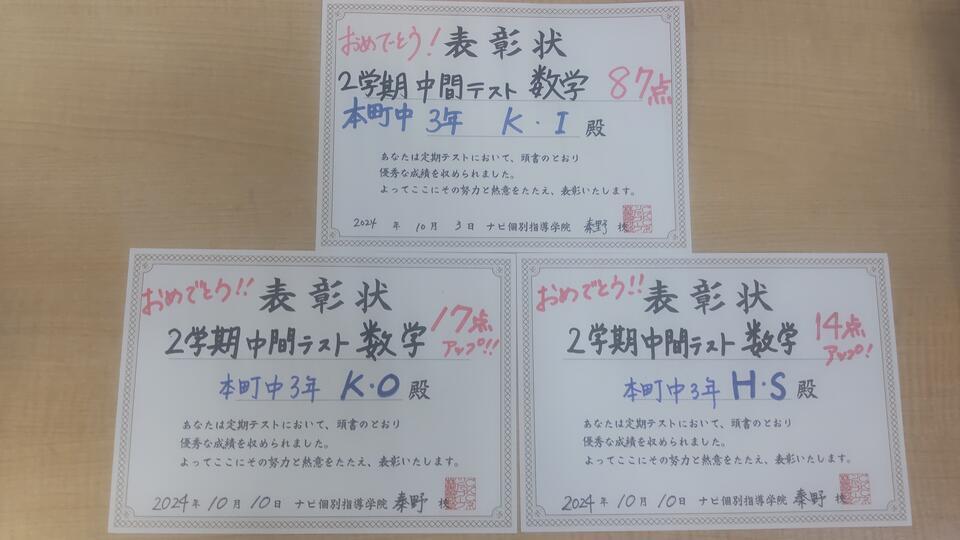 おめでとう! 表彰状
2学期 中間テスト 数学 87点
本町中 3年 K・I 殿
あなたは定期テストにおいて、頭書のとおり
優秀な成績を収められました。
よってここにその努力と熱意をたたえ、表彰いたします。
2024 年 10 月 3 日 ナビ個別指導学院 秦野 校
おめでとう!! 表彰状
17点
アップ!!
2学期 中間テスト 数学
本町中3年 K・O 殿
あなたは定期テストにおいて、頭書のとおり
優秀な成績を収められました。
よってここにその努力と熱意をたたえ、表彰いたします。
2024 年 10 月 10 日 ナビ個別指導学院 秦野 校
おめでとう!! 表彰状
14点
アップ!
2学期 中間テスト 数学
本町中3年 H・S 殿
あなたは定期テストにおいて、頭書のとおり
優秀な成績を収められました。
よってここにその努力と熱意をたたえ、表彰いたします。
2024 年 10 月 10 日 ナビ個別指導学院 秦野 校